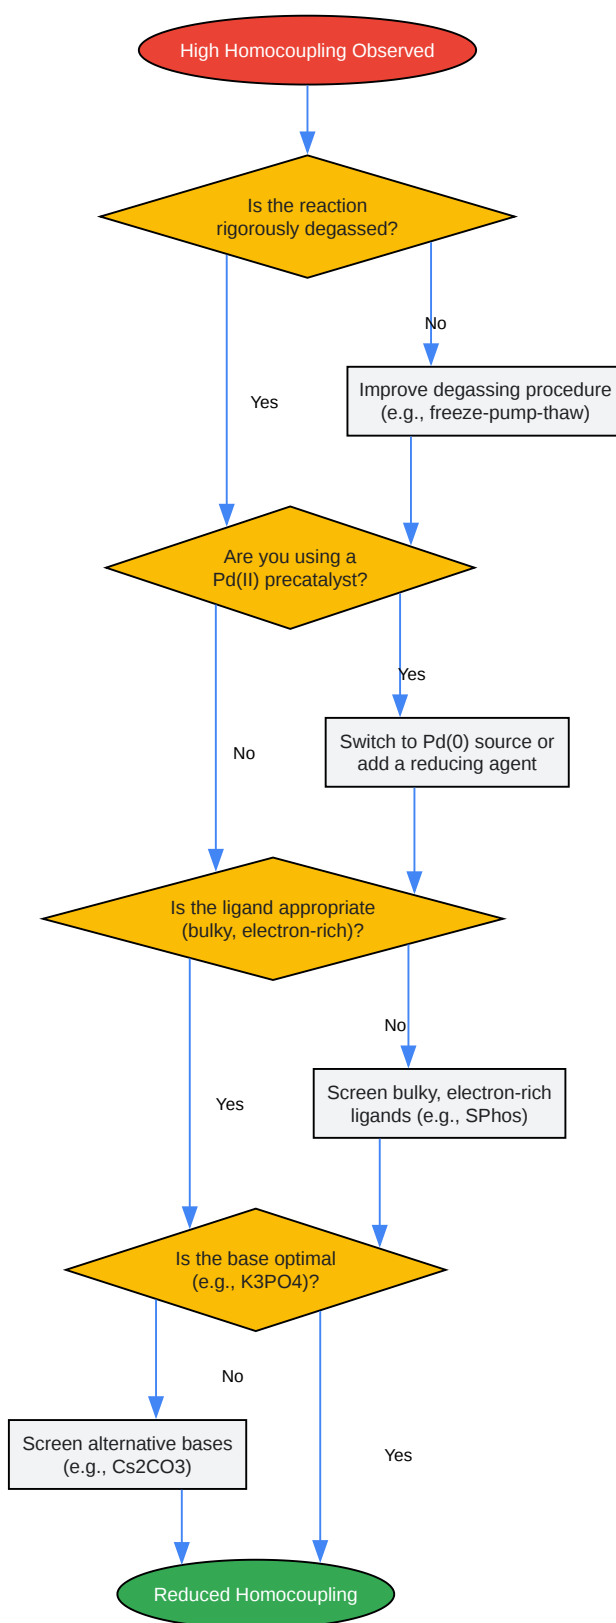 High Homocoupling Observed
Is the reaction
rigorously degassed?
No
Improve degassing procedure
(e.g., freeze-pump-thaw)
Yes
Are you using a
Pd(II) precatalyst?
Yes
Switch to Pd(0) source or
add a reducing agent
No
Is the ligand appropriate
(bulky, electron-rich)?
No
Screen bulky, electron-rich
ligands (e.g., SPhos)
Yes
Is the base optimal
(e.g., K3PO4)?
No
Screen alternative bases
(e.g., Cs2CO3)
Yes
Reduced Homocoupling